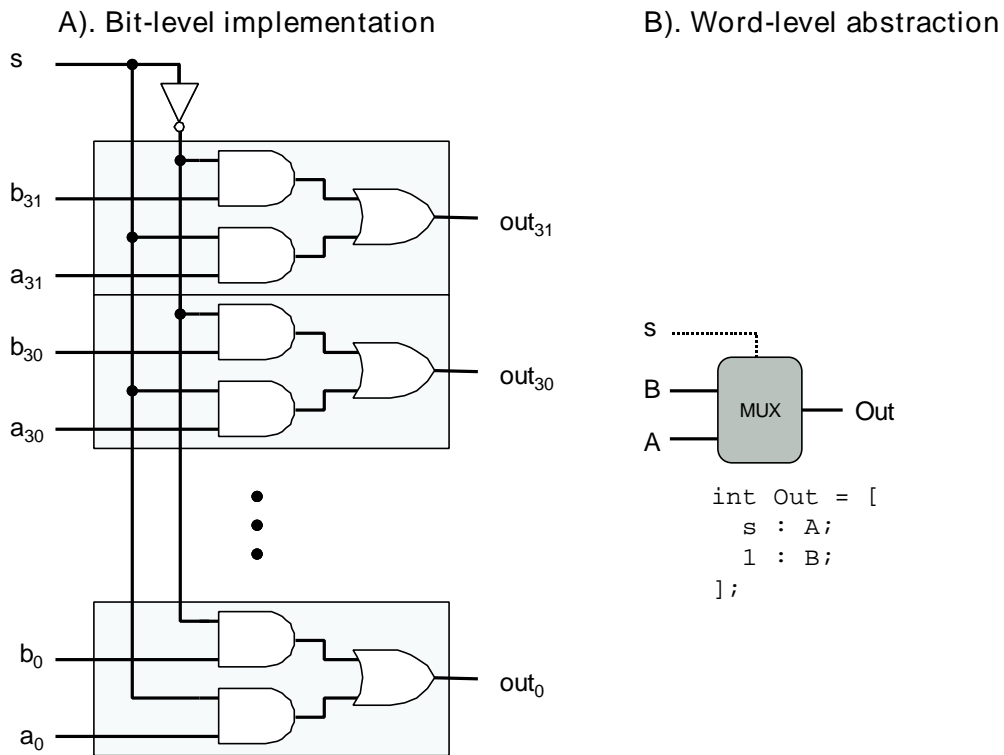 A). Bit-level implementation
s
b31
out31
a31
b30
out30
a30
b0
out0
a0
B). Word-level abstraction
s
B
MUX
Out
A
int Out = [
  s : A;
  1 : B;
];